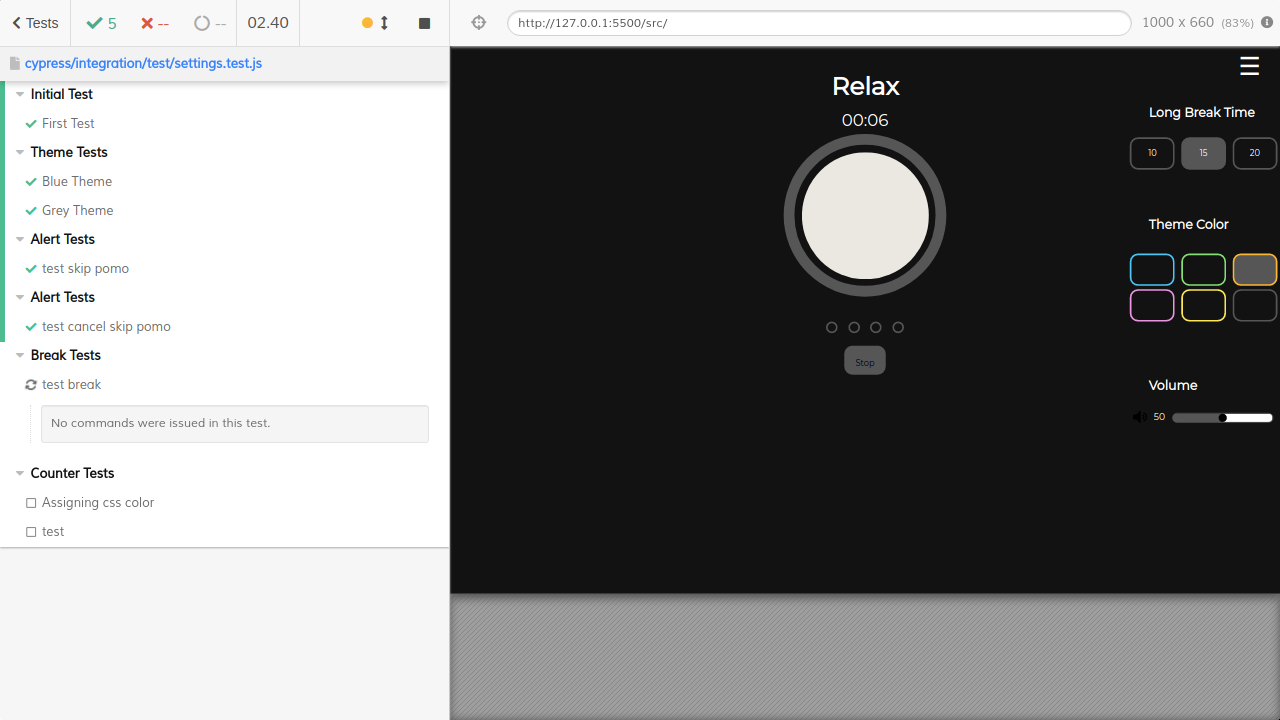 Tests 5 -- -- 02.40
http://127.0.0.1:5500/src/ 1000 x 660 (83%)
cypress/integration/test/settings.test.js
Initial Test
First Test
Theme Tests
Blue Theme
Grey Theme
Alert Tests
test skip pomo
Alert Tests
test cancel skip pomo
Break Tests
test break
No commands were issued in this test.
Counter Tests
Assigning css color
test
Relax
00:06
Stop
Long Break Time
10 15 20
Theme Color
Volume
50